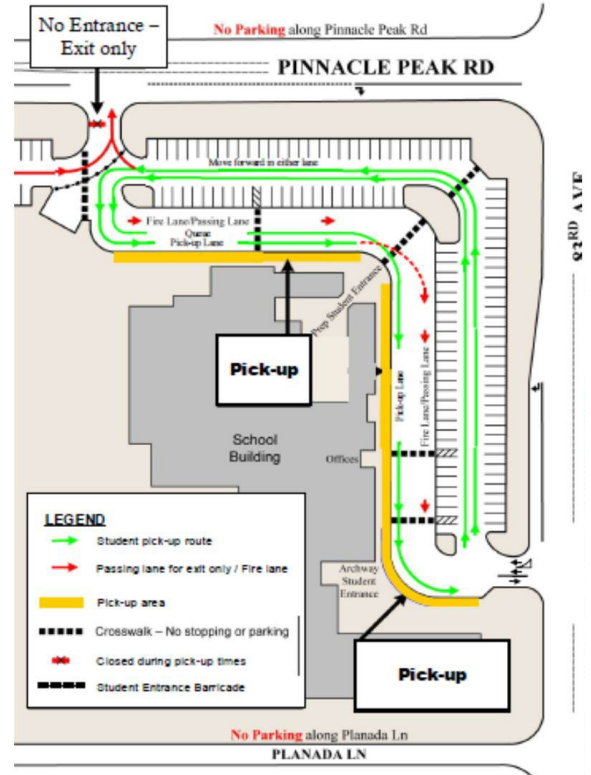 No Entrance –
Exit only
No Parking along Pinnacle Peak Rd
PINNACLE PEAK RD
Move forward in either lane
Fire Lane/Passing Lane
Queue
Pick-up Lane
83RD AVE
Prep Student Entrance
Pick-up
Pick-up Lane
Fire Lane/Passing Lane
School
Building
Offices
LEGEND
Student pick-up route
Passing lane for exit only / Fire lane
Pick-up area
Crosswalk – No stopping or parking
Closed during pick-up times
Student Entrance Barricade
Archway
Student
Entrance
Pick-up
No Parking along Planada Ln
PLANADA LN